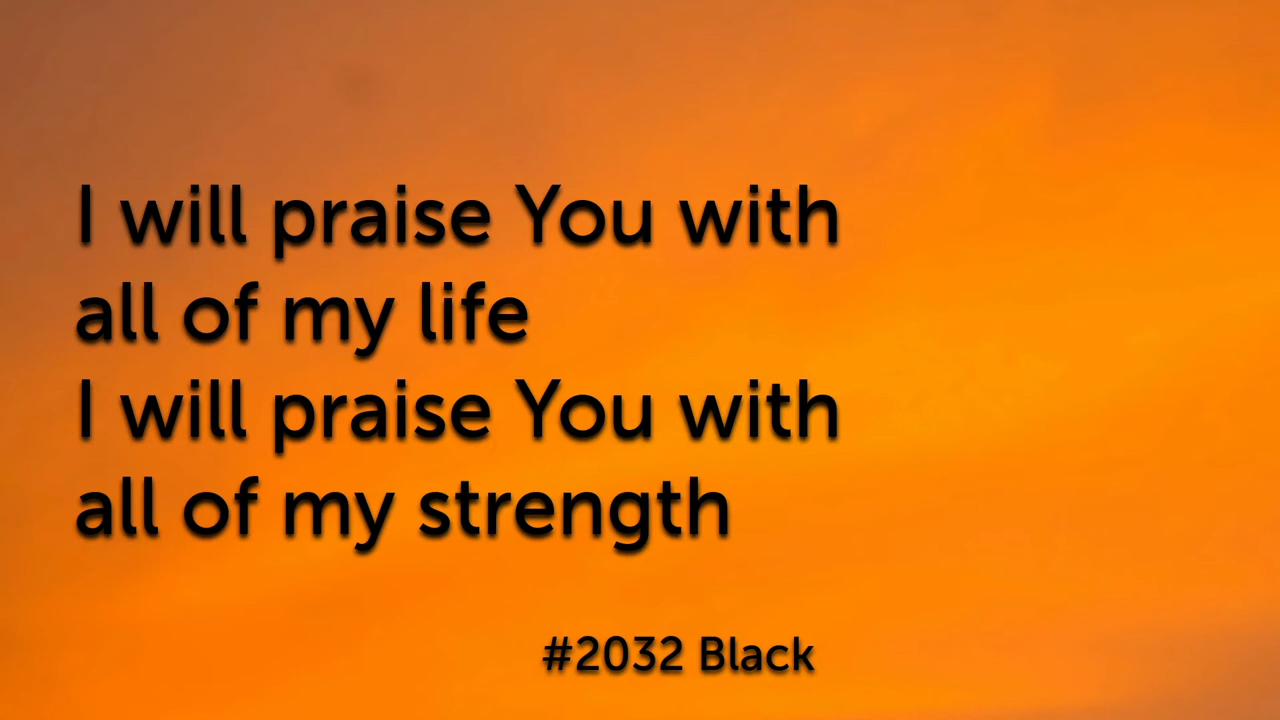 I will praise You with
all of my life
I will praise You with
all of my strength
#2032 Black